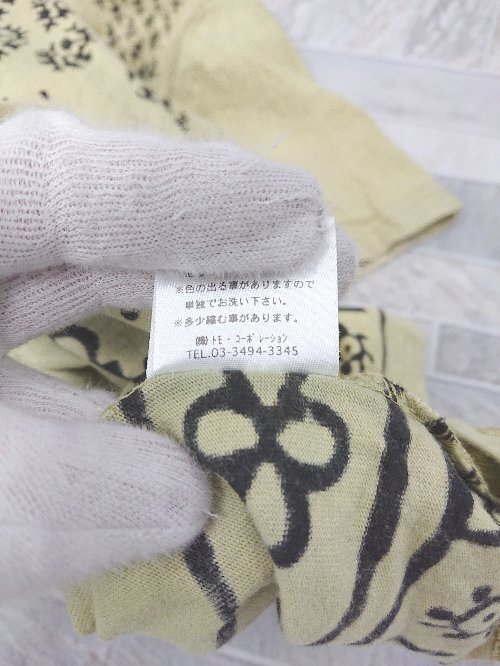 ※色の出る事がありますので
単独でお洗い下さい。
※多少縮む事があります。
㈱トモ・コーポレーション
TEL.03-3494-3345